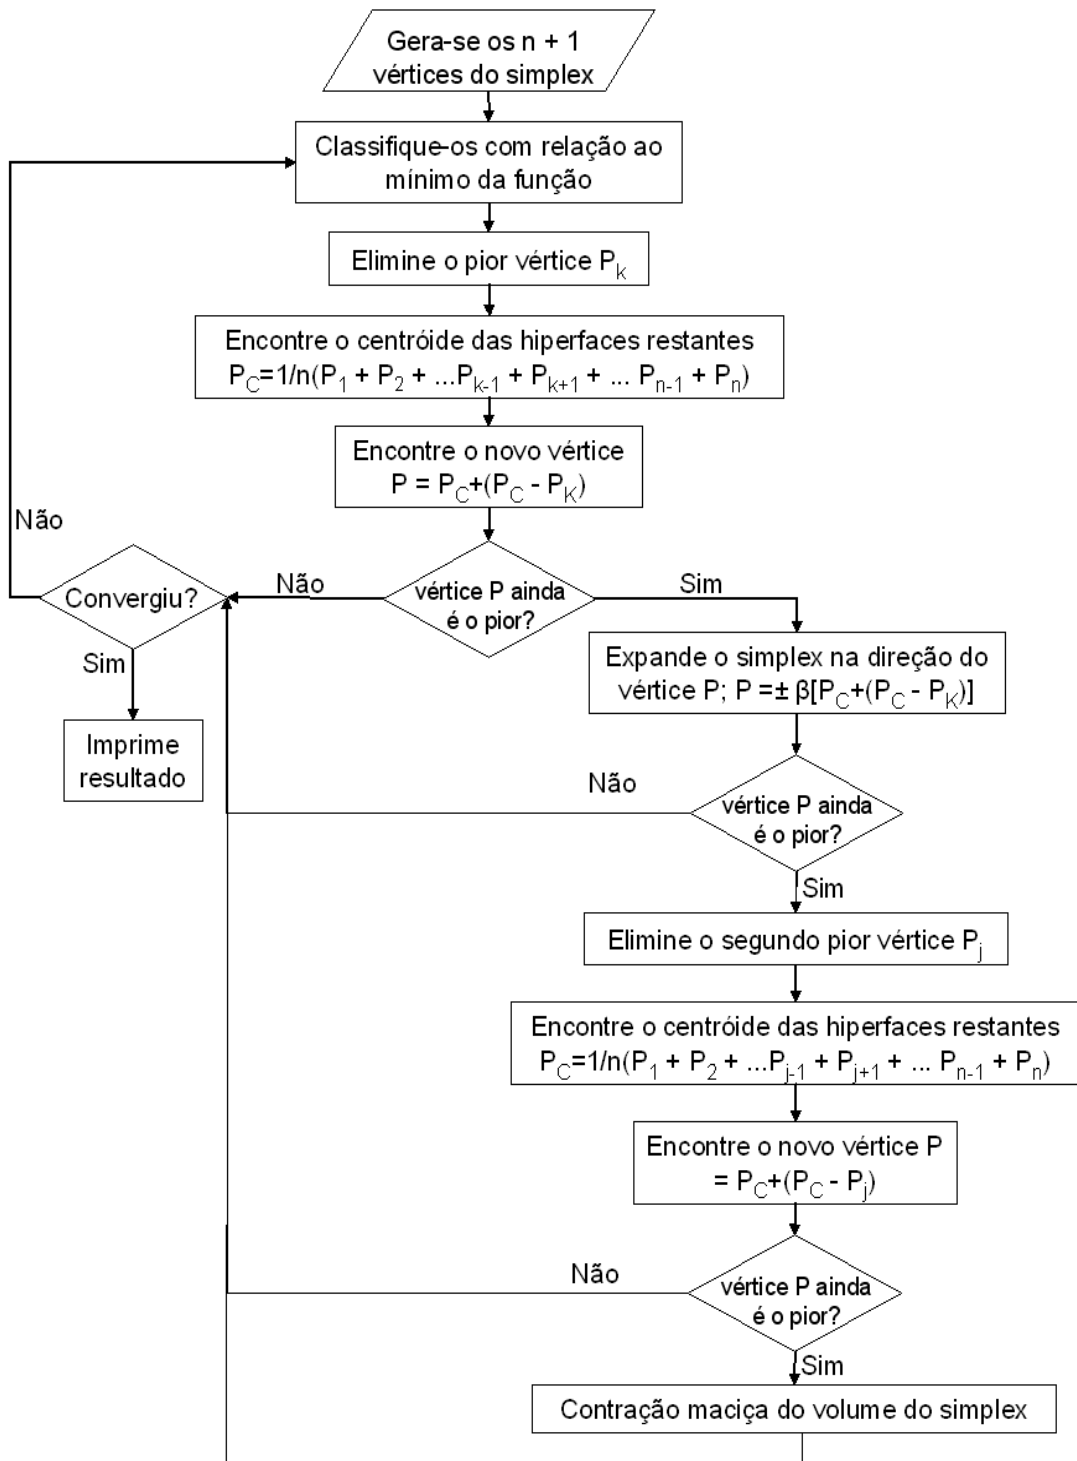 Gera-se os n + 1
vértices do simplex
Classifique-os com relação ao
mínimo da função
Elimine o pior vértice Pk
Encontre o centróide das hiperfaces restantes
PC=1/n(P1 + P2 + ...Pk-1 + Pk+1 + ... Pn-1 + Pn)
Encontre o novo vértice
P = PC+(PC - PK)
Não
Convergiu?
Não
vértice P ainda
é o pior?
Sim
Sim
Expande o simplex na direção do
vértice P; P =± β[PC+(PC - PK)]
Imprime
resultado
Não
vértice P ainda
é o pior?
Sim
Elimine o segundo pior vértice Pj
Encontre o centróide das hiperfaces restantes
PC=1/n(P1 + P2 + ...Pj-1 + Pj+1 + ... Pn-1 + Pn)
Encontre o novo vértice P
= PC+(PC - Pj)
Não
vértice P ainda
é o pior?
Sim
Contração maciça do volume do simplex